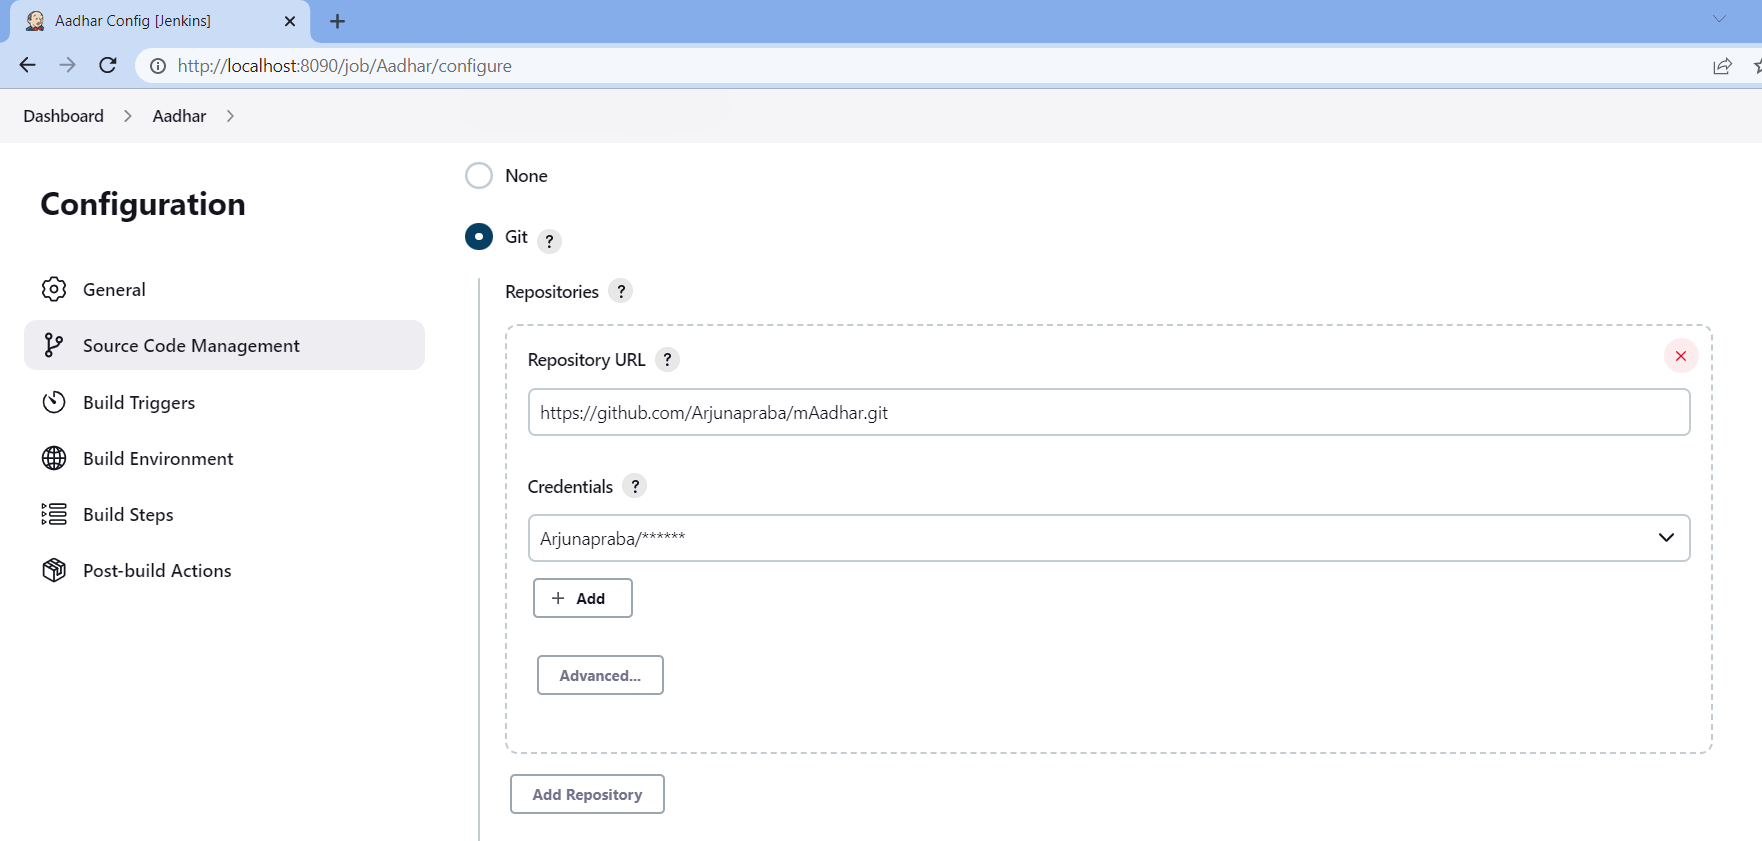 Aadhar Config [Jenkins]
http://localhost:8090/job/Aadhar/configure
Dashboard > Aadhar >
Configuration
General
Source Code Management
Build Triggers
Build Environment
Build Steps
Post-build Actions
None
Git ?
Repositories ?
Repository URL ?
https://github.com/Arjunapraba/mAadhar.git
Credentials ?
Arjunapraba/******
+ Add
Advanced...
Add Repository